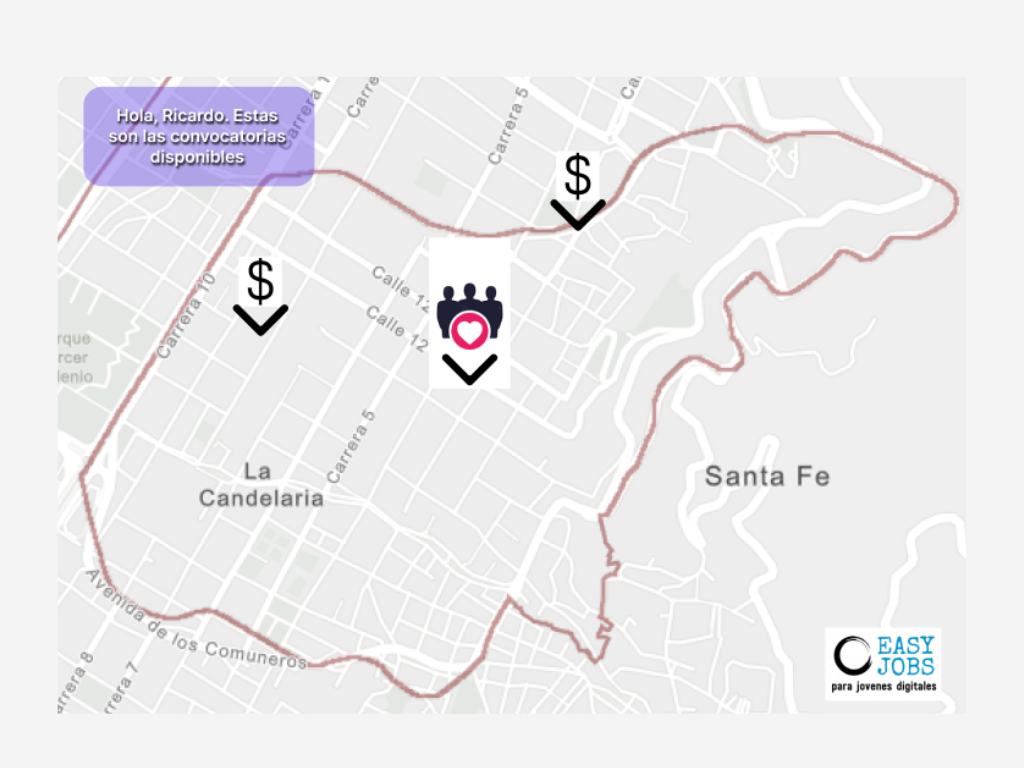 Hola, Ricardo. Estas
son las convocatorias
disponibles
Carrera 1
Carre
Carrera 5
Ca
$
$
Calle 12
Calle 12
Carrera 10
rque
rcer
lenio
Carrera 5
La
Candelaria
Santa Fe
Avenida de los Comuneros
arrera 8
rrera 7
EASY
JOBS
para jovenes digitales